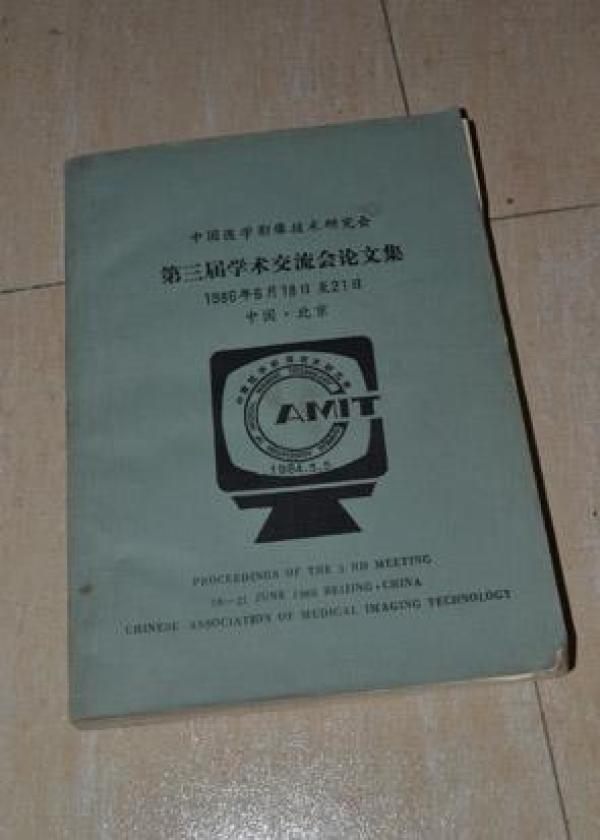 中国医学影像技术研究会
第三届学术交流会论文集
1986年6月18日至21日
中国·北京
AMIT
1984.5.5
PROCEEDINGS OF THE 3 RD MEETING
18—21 JUNE 1986 BEIJING·CHINA
CHINESE ASSOCIATION OF MEDICAL IMAGING TECHNOLOGY